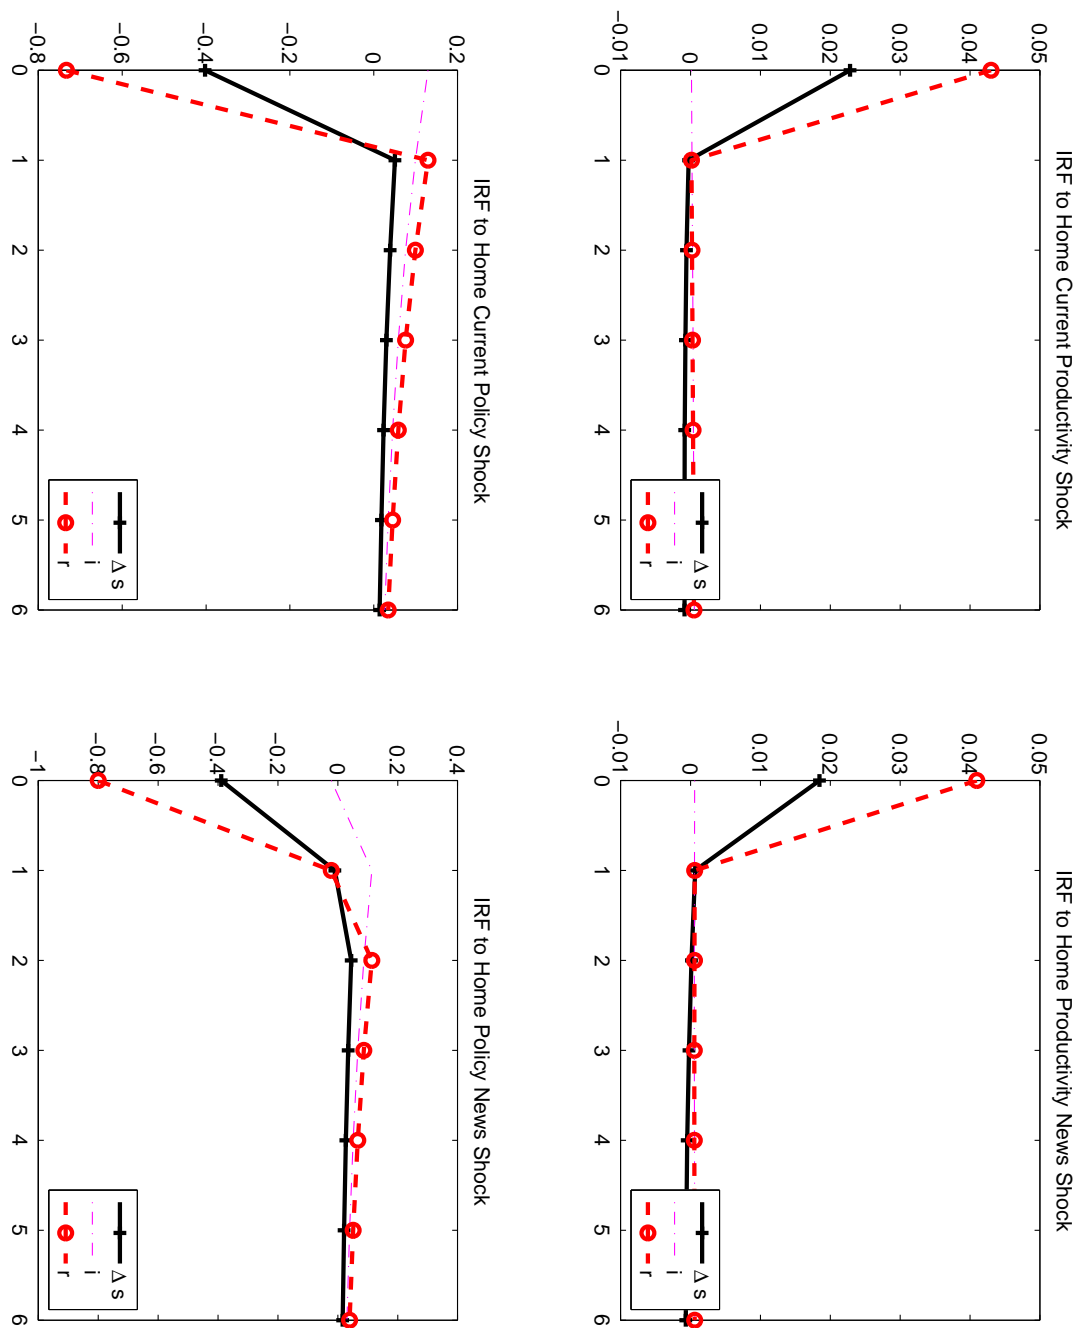 IRF to Home Current Productivity Shock
0.05
0.04
0.03
0.02
0.01
0
−0.01
0 1 2 3 4 5 6
Δ s
i
r
IRF to Home Productivity News Shock
0.05
0.04
0.03
0.02
0.01
0
−0.01
0 1 2 3 4 5 6
Δ s
i
r
IRF to Home Current Policy Shock
0.2
0
−0.2
−0.4
−0.6
−0.8
0 1 2 3 4 5 6
Δ s
i
r
IRF to Home Policy News Shock
0.4
0.2
0
−0.2
−0.4
−0.6
−0.8
−1
0 1 2 3 4 5 6
Δ s
i
r